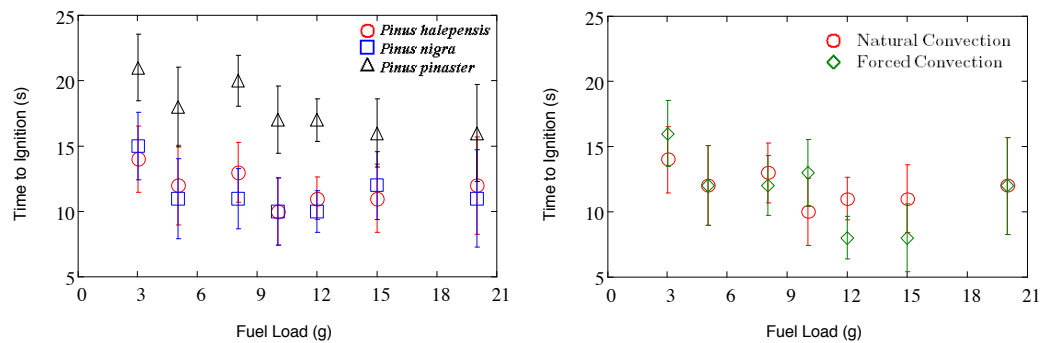 25
20
15
10
5
Time to Ignition (s)
Pinus halepensis
Pinus nigra
Pinus pinaster
0 3 6 9 12 15 18 21
Fuel Load (g)
25
20
15
10
5
Time to Ignition (s)
Natural Convection
Forced Convection
0 3 6 9 12 15 18 21
Fuel Load (g)